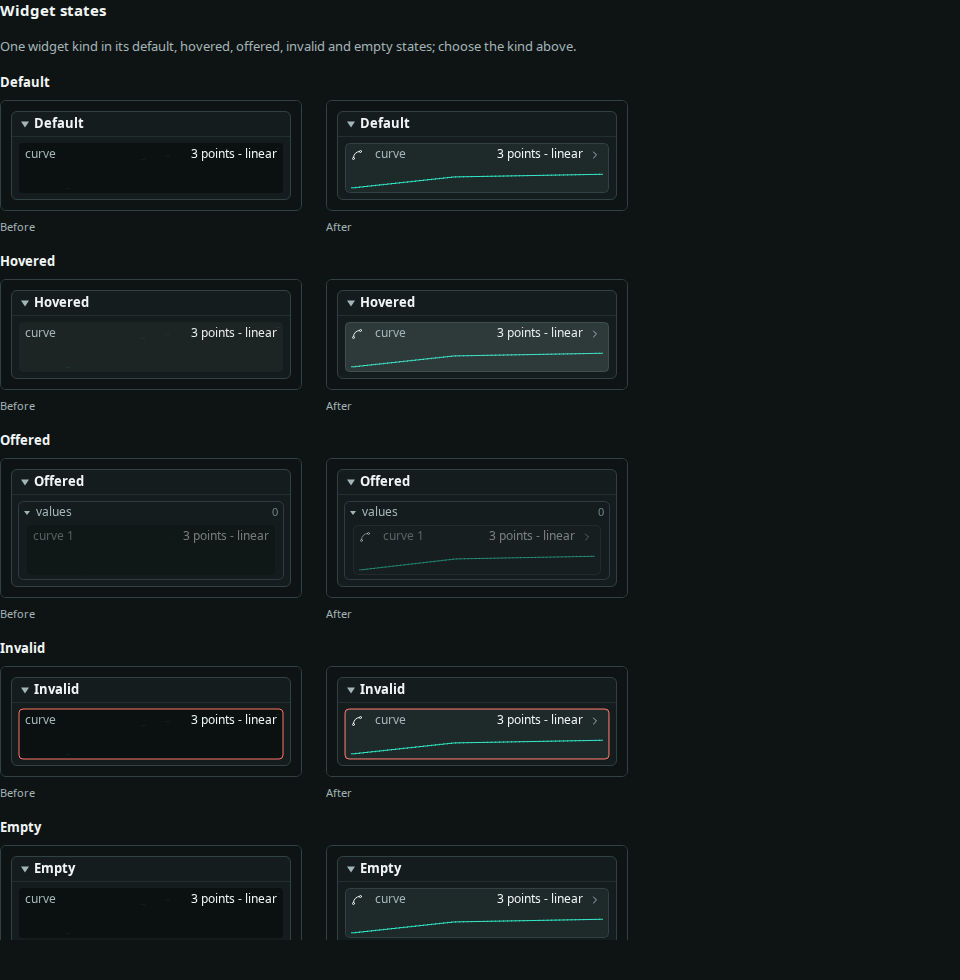 Widget states
One widget kind in its default, hovered, offered, invalid and empty states; choose the kind above.
Default
Default
curve 3 points - linear
Before
Default
curve 3 points - linear
After
Hovered
Hovered
curve 3 points - linear
Before
Hovered
curve 3 points - linear
After
Offered
Offered
values 0
curve 1 3 points - linear
Before
Offered
values 0
curve 1 3 points - linear
After
Invalid
Invalid
curve 3 points - linear
Before
Invalid
curve 3 points - linear
After
Empty
Empty
curve 3 points - linear
Empty
curve 3 points - linear